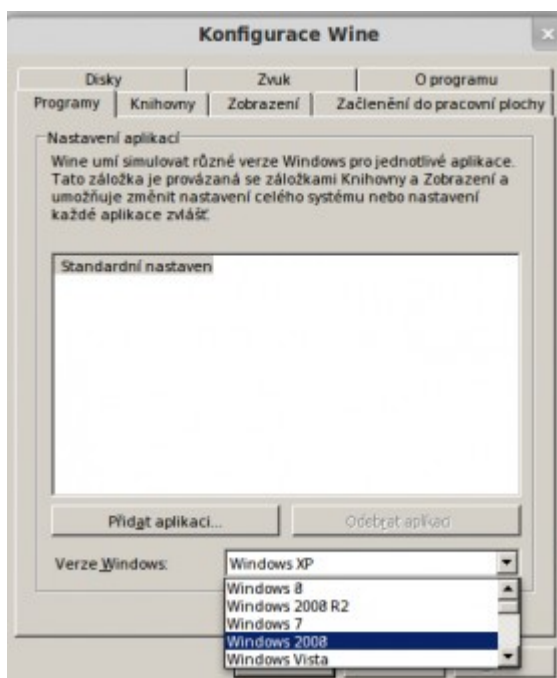 Konfigurace Wine
Disky Zvuk O programu
Programy Knihovny Zobrazení Začlenění do pracovní plochy
Nastavení aplikací
Wine umí simulovat různé verze Windows pro jednotlivé aplikace.
Tato záložka je provázaná se záložkami Knihovny a Zobrazení a
umožňuje změnit nastavení celého systému nebo nastavení
každé aplikace zvlášť.
Standardní nastaven
Přidat aplikaci... Odebrat aplikaci
Verze Windows: Windows XP
Windows 8
Windows 2008 R2
Windows 7
Windows 2008
Windows Vista